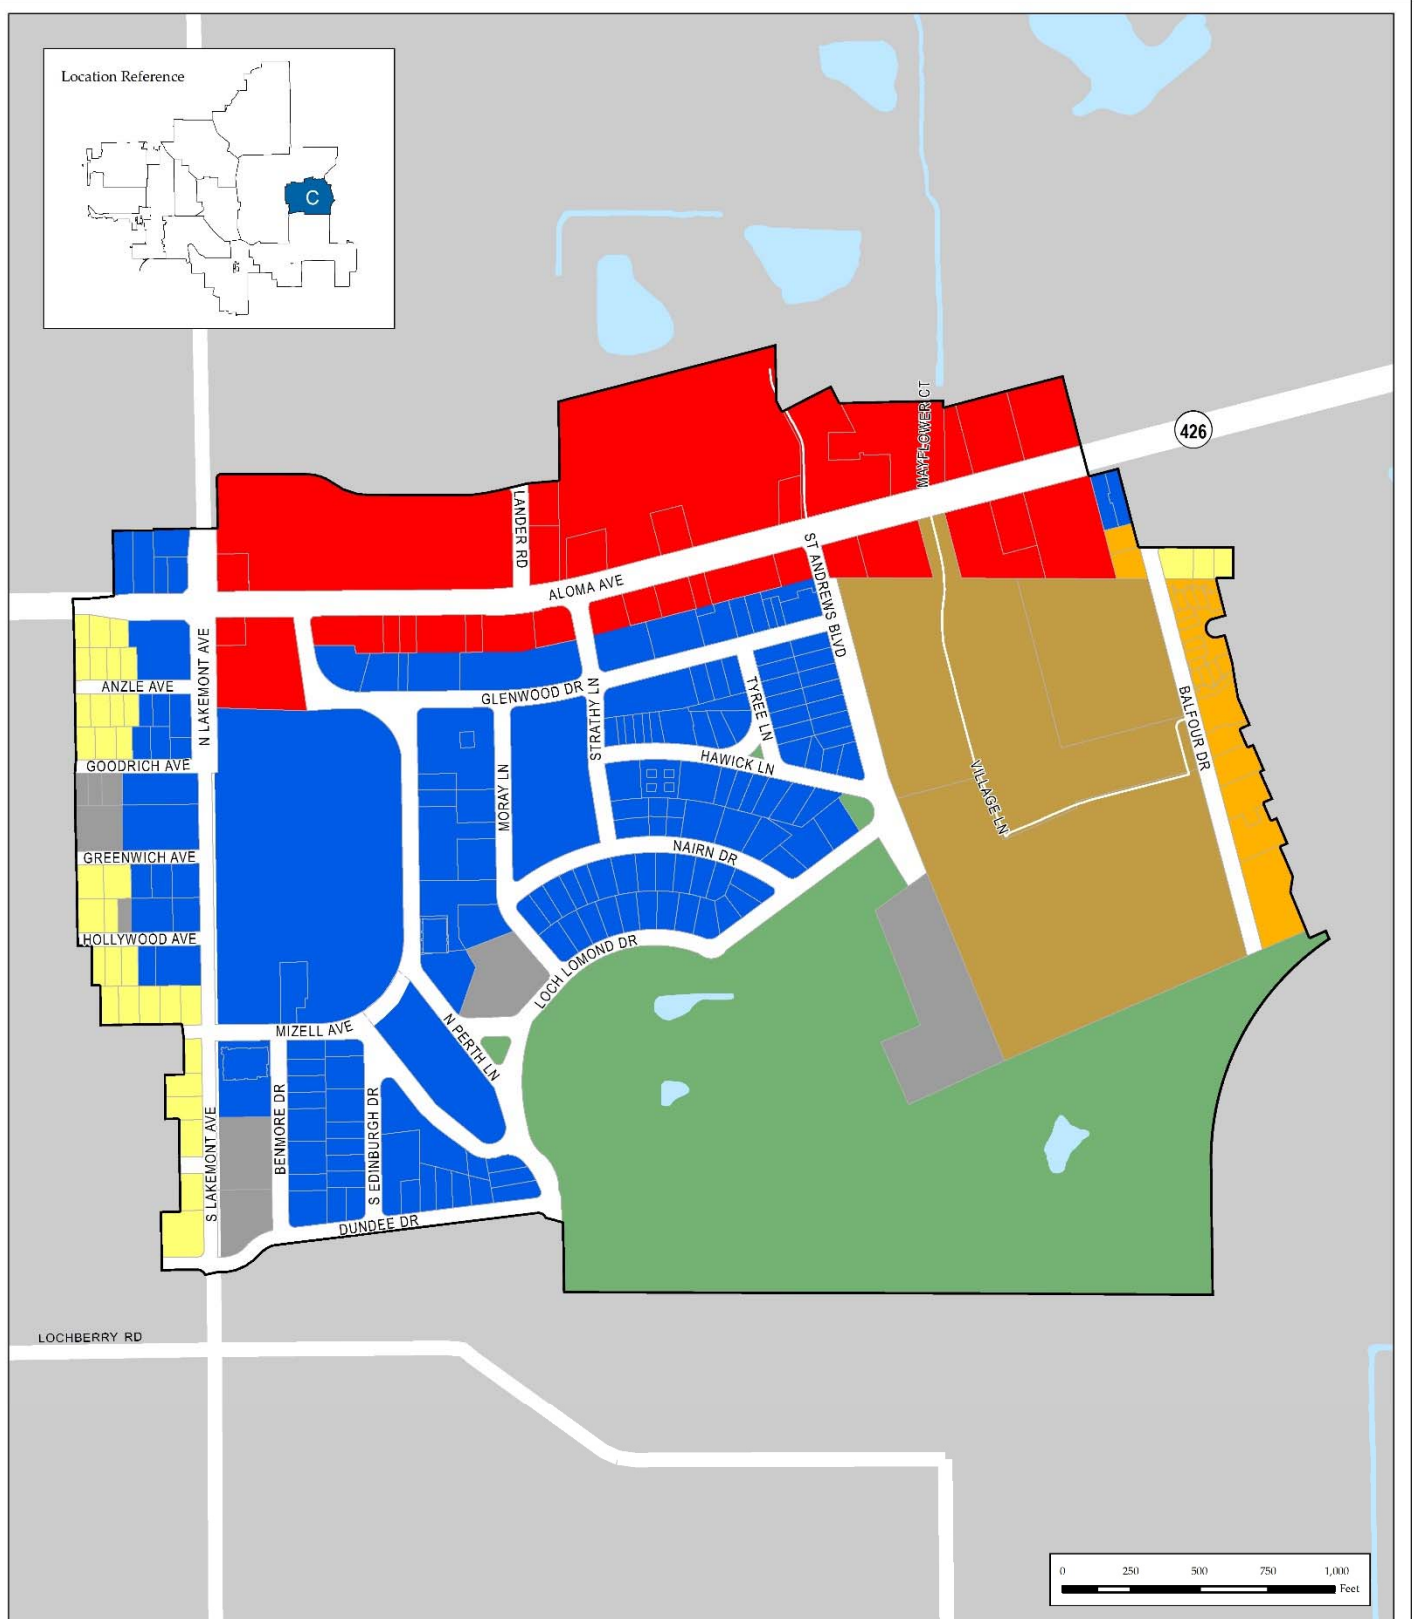 Location Reference
C
MAYFLOWER CT
426
LANDER RD
ST ANDREWS BLVD
ALOMA AVE
N LAKEMONT AVE
ANZLE AVE
GLENWOOD DR
STRATHY LN
TYREE LN
BALFOUR DR
HAWICK LN
GOODRICH AVE
MORAY LN
VILLAGE LN
GREENWICH AVE
NAIRN DR
HOLLYWOOD AVE
LOCH LOMOND DR
MIZELL AVE
N PERTH LN
BENMORE DR
S EDINBURGH DR
S LAKEMONT AVE
DUNDEE DR
LOCHBERRY RD
0 250 500 750 1,000
Feet